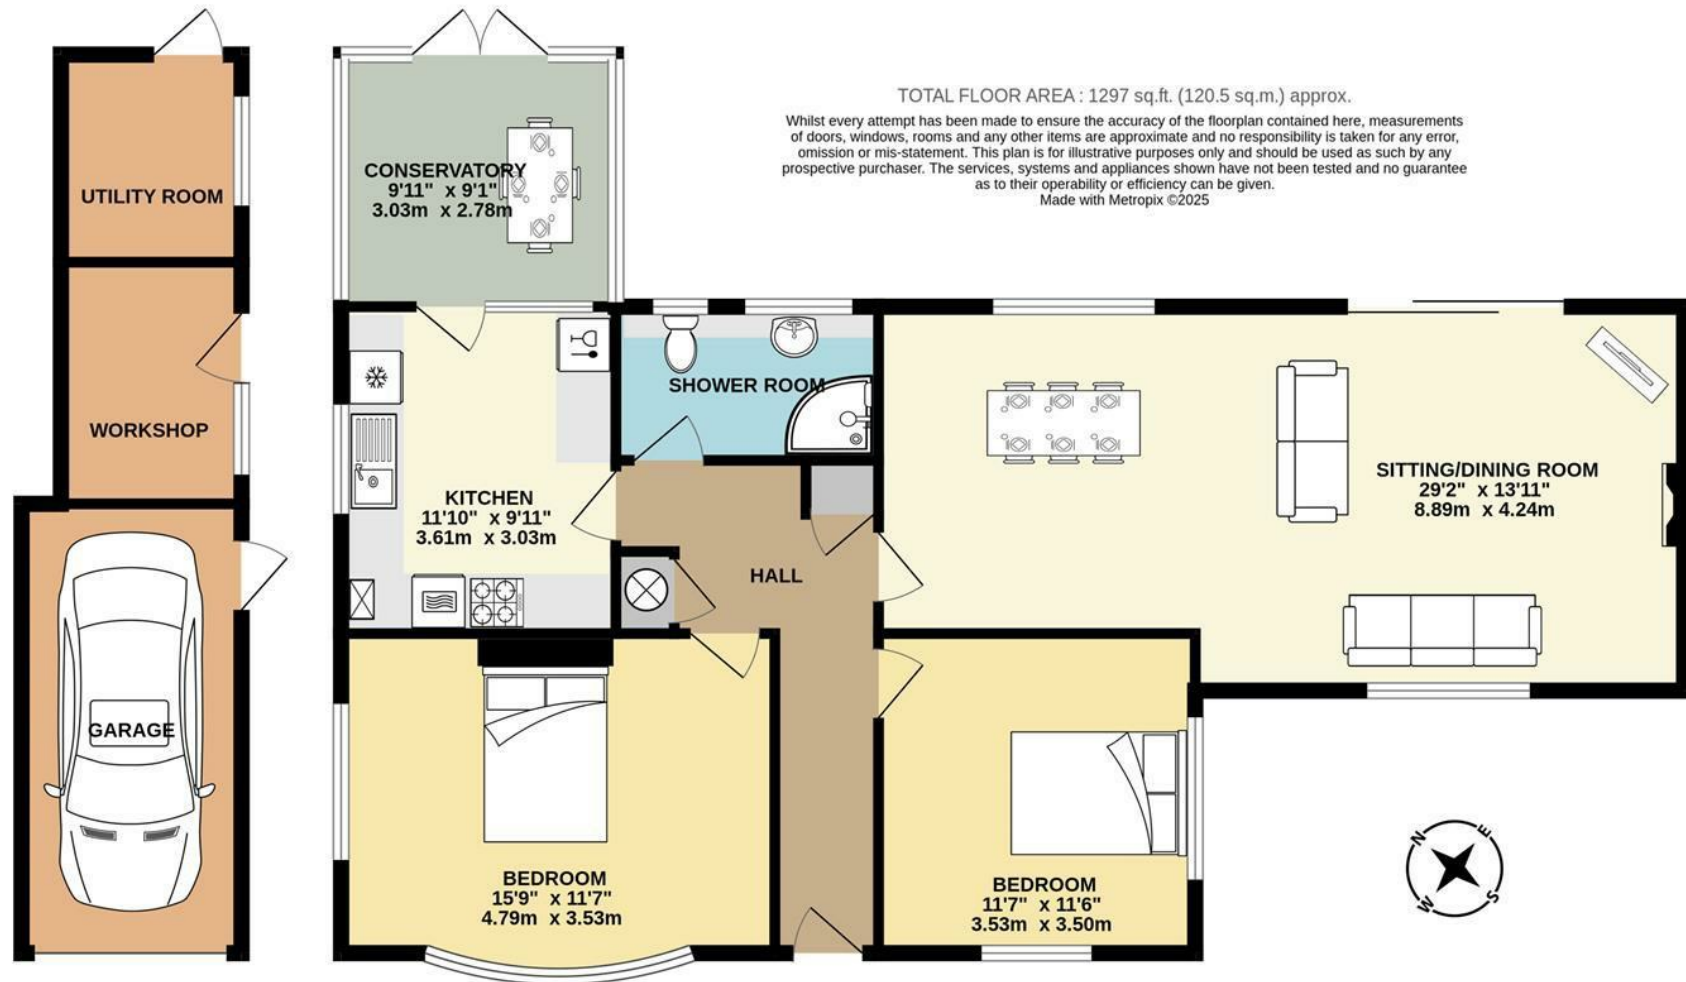 TOTAL FLOOR AREA : 1297 sq.ft. (120.5 sq.m.) approx.
Whilst every attempt has been made to ensure the accuracy of the floorplan contained here, measurements
of doors, windows, rooms and any other items are approximate and no responsibility is taken for any error,
omission or mis-statement. This plan is for illustrative purposes only and should be used as such by any
prospective purchaser. The services, systems and appliances shown have not been tested and no guarantee
as to their operability or efficiency can be given.
Made with Metropix ©2025
UTILITY ROOM
WORKSHOP
GARAGE
CONSERVATORY
9'11" x 9'1"
3.03m x 2.78m
KITCHEN
11'10" x 9'11"
3.61m x 3.03m
SHOWER ROOM
HALL
SITTING/DINING ROOM
29'2" x 13'11"
8.89m x 4.24m
BEDROOM
15'9" x 11'7"
4.79m x 3.53m
BEDROOM
11'7" x 11'6"
3.53m x 3.50m
N
E
S
W